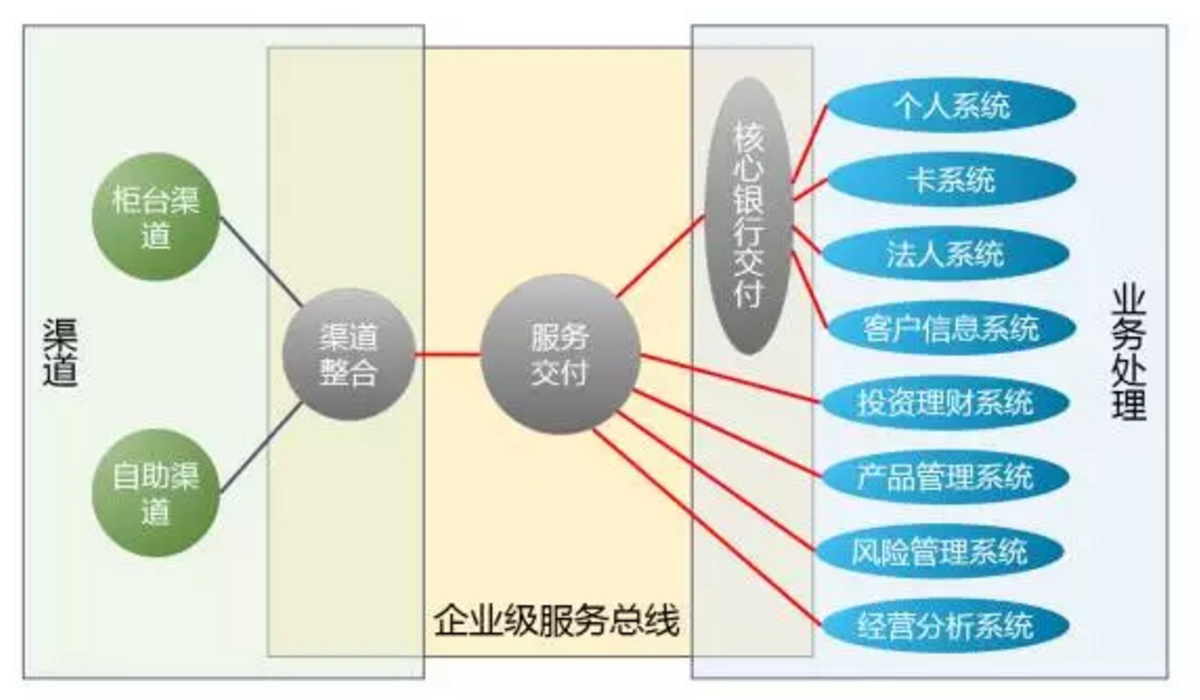 渠道
柜台渠
道
自助渠
道
渠道
整合
服务
交付
企业级服务总线
核心银行交付
个人系统
卡系统
法人系统
客户信息系统
投资理财系统
产品管理系统
风险管理系统
经营分析系统
业务处理